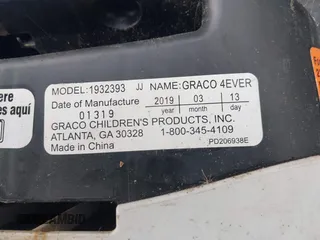 MODEL:1932393 JJ NAME:GRACO 4EVER
Date of Manufacture 2019 03 13
01319 year month day
GRACO CHILDREN'S PRODUCTS, INC.
ATLANTA, GA 30328 1-800-345-4109
Made in China
PD206938E
ere
es aquí